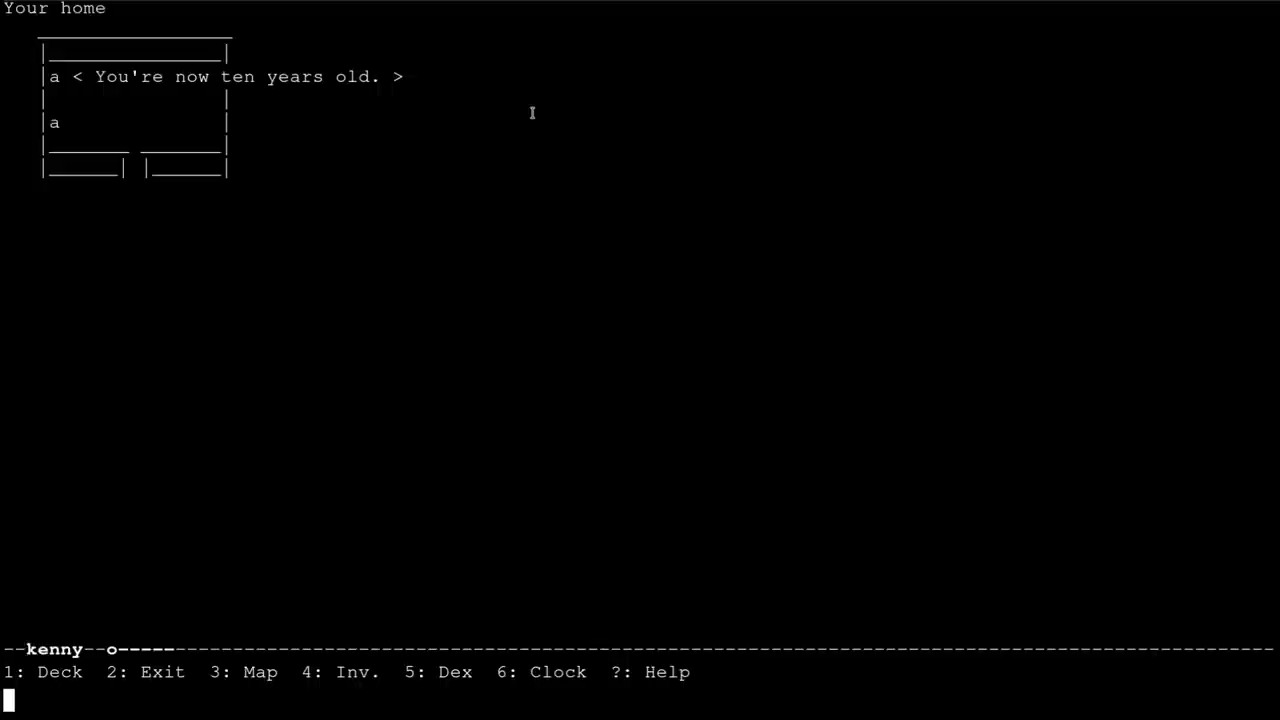 Your home
a < You're now ten years old. >
a
--kenny--o-----
1: Deck  2: Exit  3: Map  4: Inv.  5: Dex  6: Clock  ?: Help